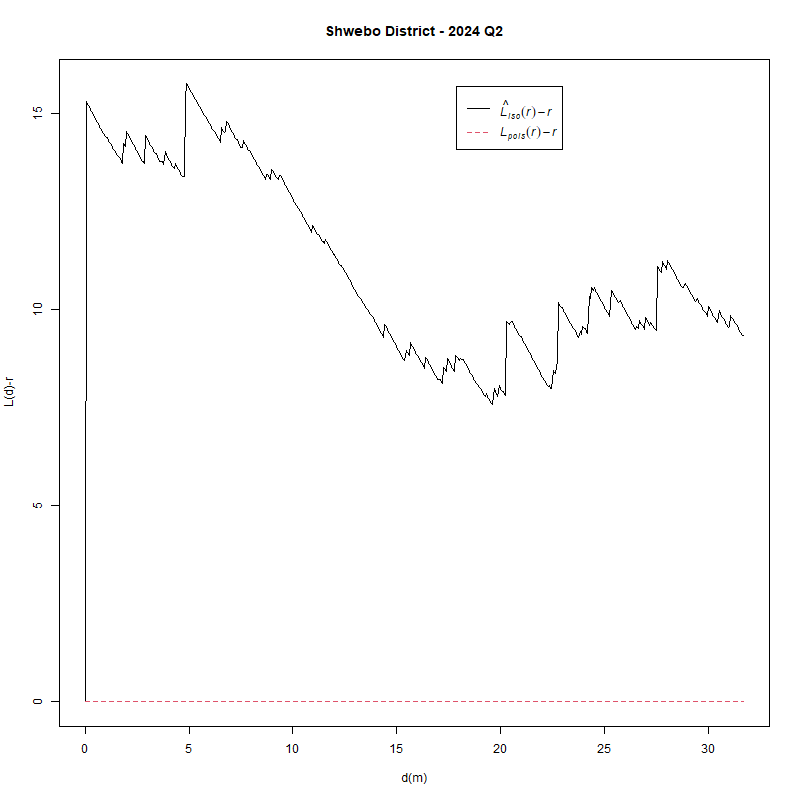 Shwebo District - 2024 Q2
L̂iso(r) − r
Lpois(r) − r
L(d)-r
15
10
5
0
0 5 10 15 20 25 30
d(m)